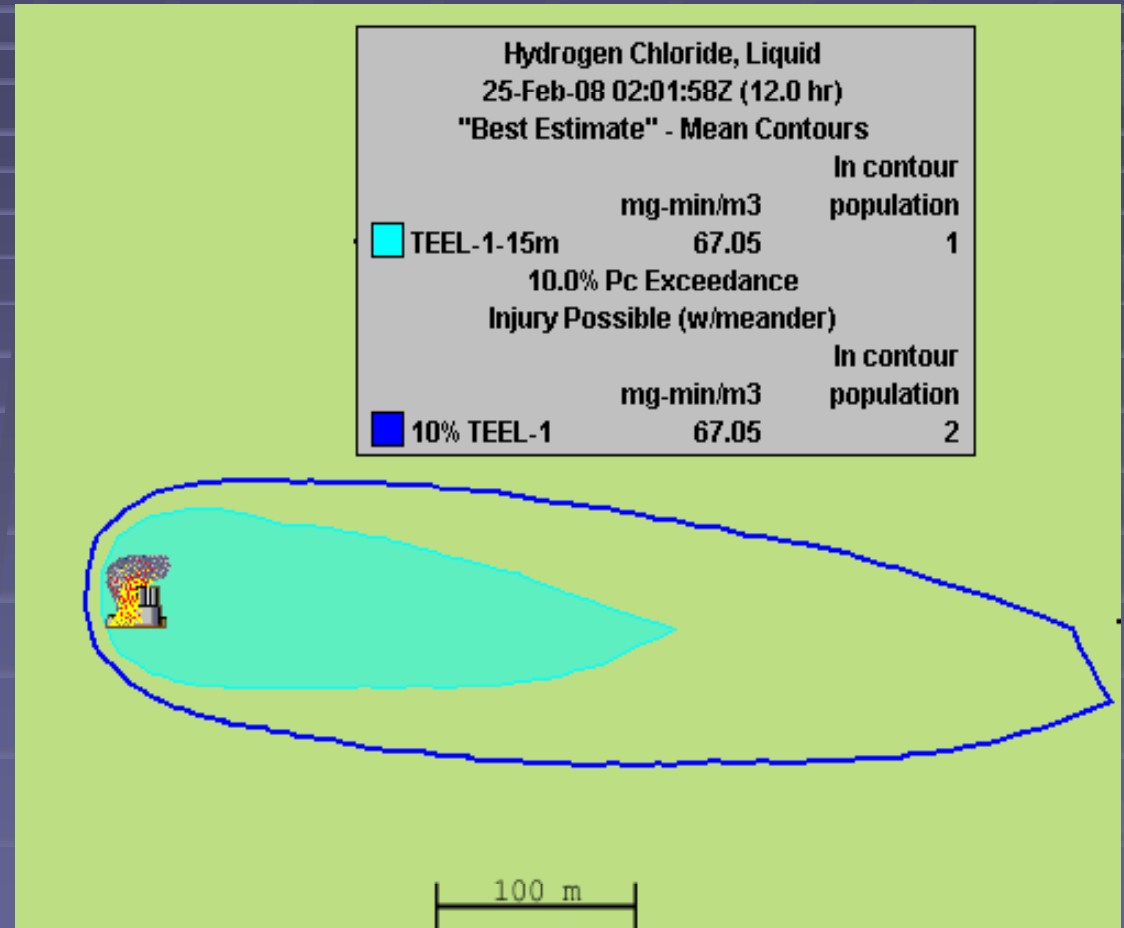 Hydrogen Chloride, Liquid
25-Feb-08 02:01:58Z (12.0 hr)
"Best Estimate" - Mean Contours
In contour
mg-min/m3 population
TEEL-1-15m 67.05 1
10.0% Pc Exceedance
Injury Possible (w/meander)
In contour
mg-min/m3 population
10% TEEL-1 67.05 2
100 m